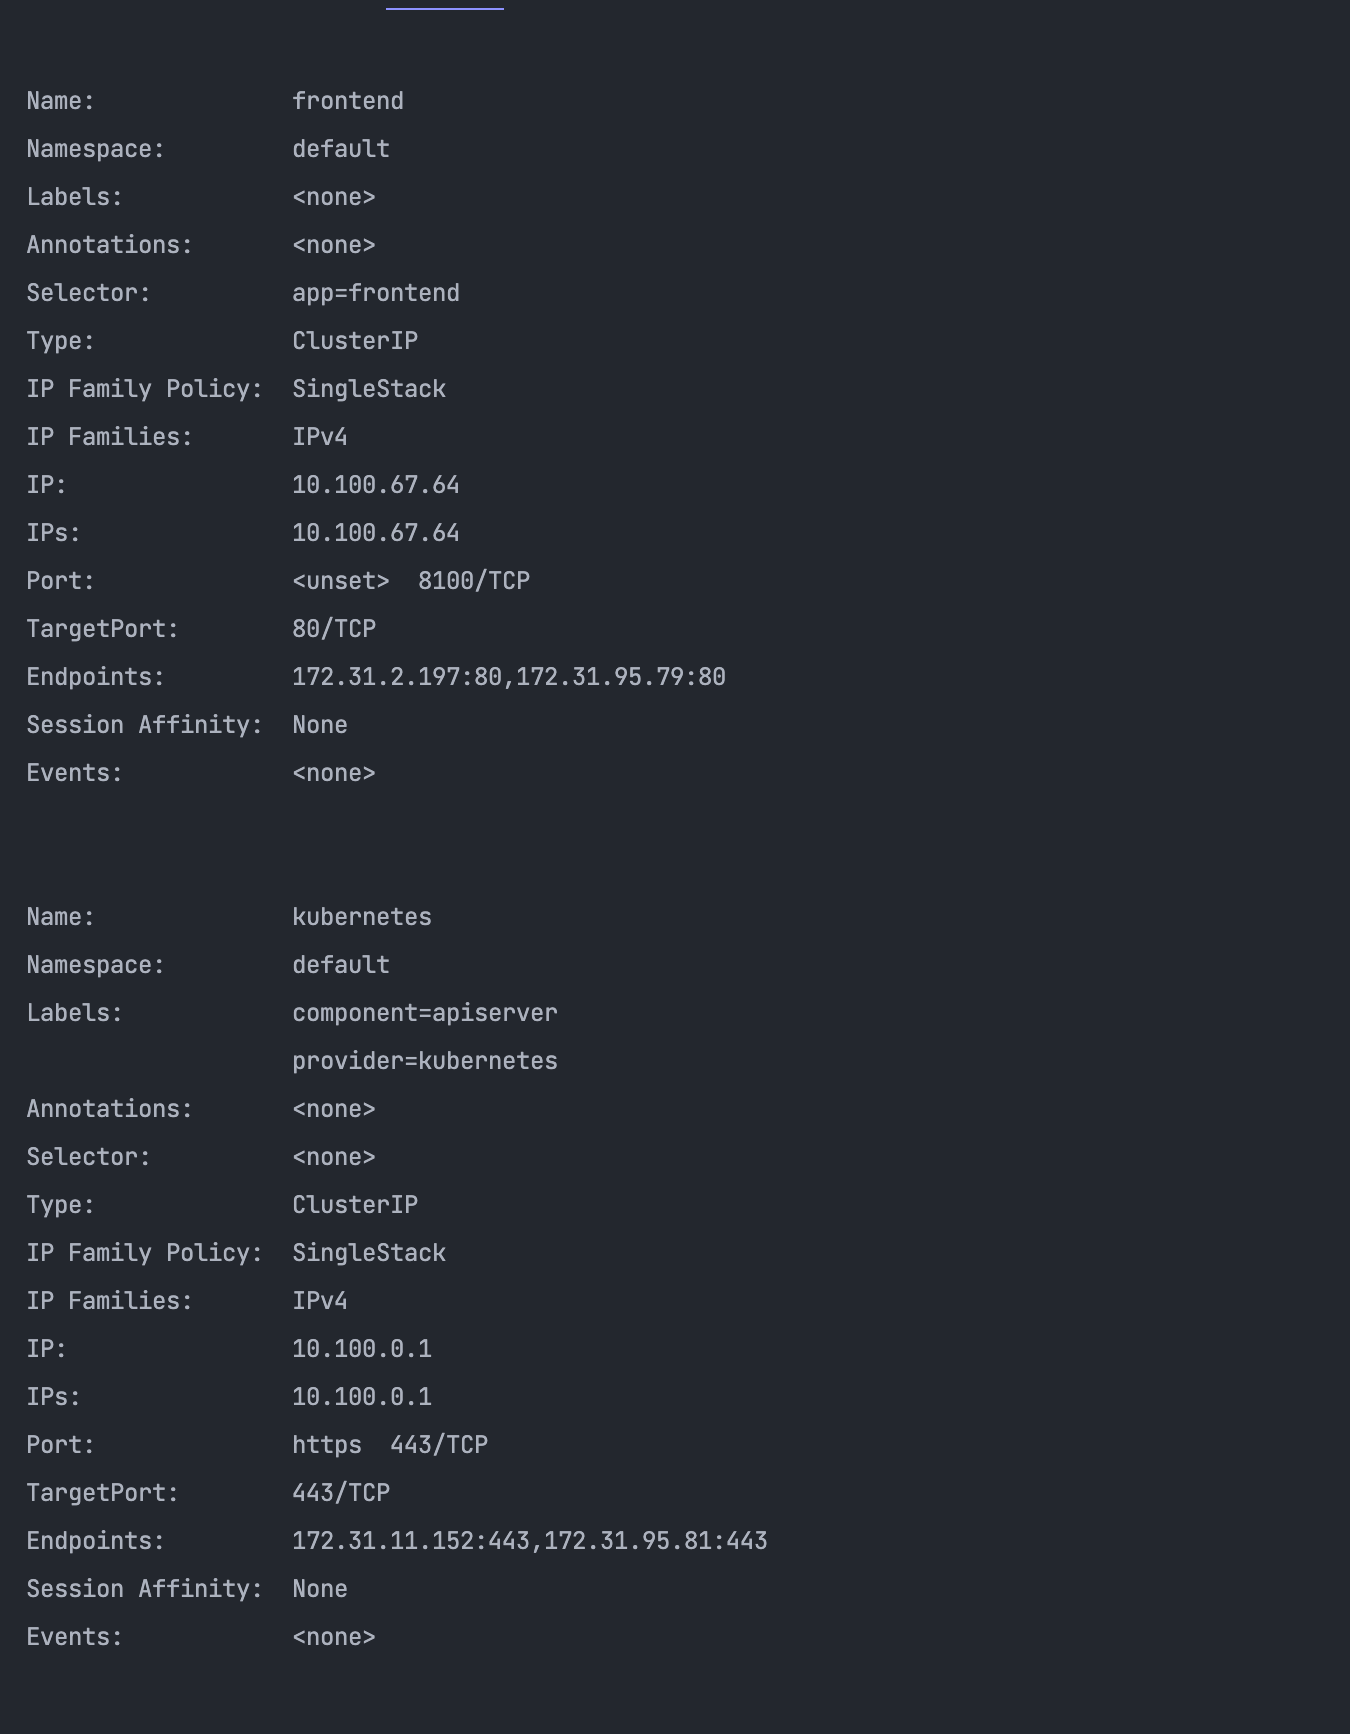 Name:              frontend
Namespace:         default
Labels:            <none>
Annotations:       <none>
Selector:          app=frontend
Type:              ClusterIP
IP Family Policy:  SingleStack
IP Families:       IPv4
IP:                10.100.67.64
IPs:               10.100.67.64
Port:              <unset>  8100/TCP
TargetPort:        80/TCP
Endpoints:         172.31.2.197:80,172.31.95.79:80
Session Affinity:  None
Events:            <none>
Name:              kubernetes
Namespace:         default
Labels:            component=apiserver
                   provider=kubernetes
Annotations:       <none>
Selector:          <none>
Type:              ClusterIP
IP Family Policy:  SingleStack
IP Families:       IPv4
IP:                10.100.0.1
IPs:               10.100.0.1
Port:              https  443/TCP
TargetPort:        443/TCP
Endpoints:         172.31.11.152:443,172.31.95.81:443
Session Affinity:  None
Events:            <none>